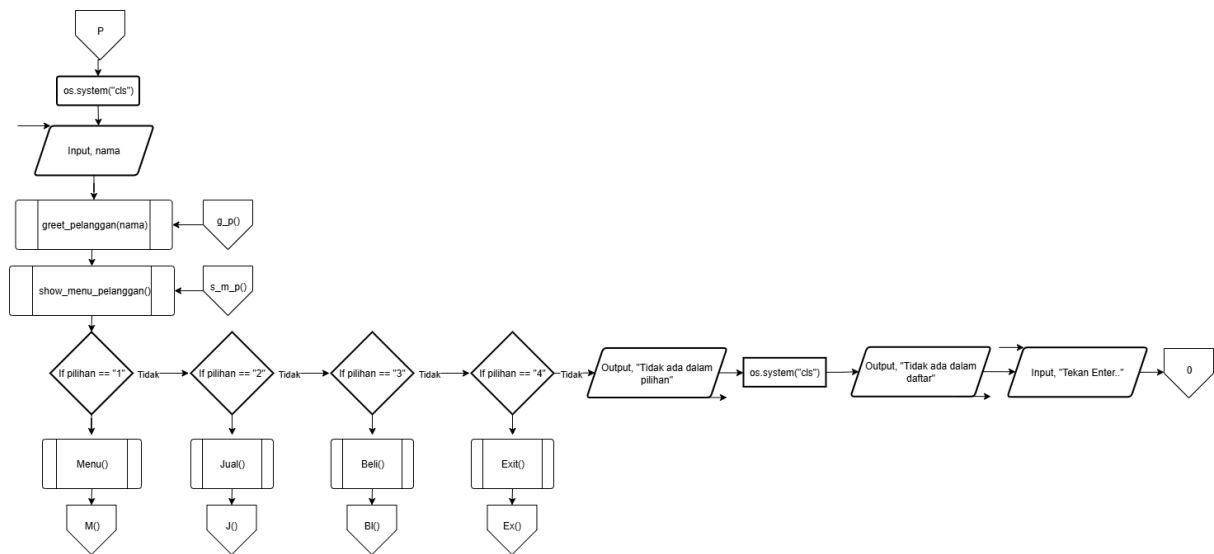 P
os.system("cls")
Input, nama
greet_pelanggan(nama)
g_p()
show_menu_pelanggan()
s_m_p()
If pilihan == "1"
Tidak
If pilihan == "2"
Tidak
If pilihan == "3"
Tidak
If pilihan == "4"
Tidak
Output, "Tidak ada dalam
pilihan"
os.system("cls")
Output, "Tidak ada dalam
daftar"
Input, "Tekan Enter.."
0
Menu()
Jual()
Beli()
Exit()
M()
J()
Bl()
Ex()